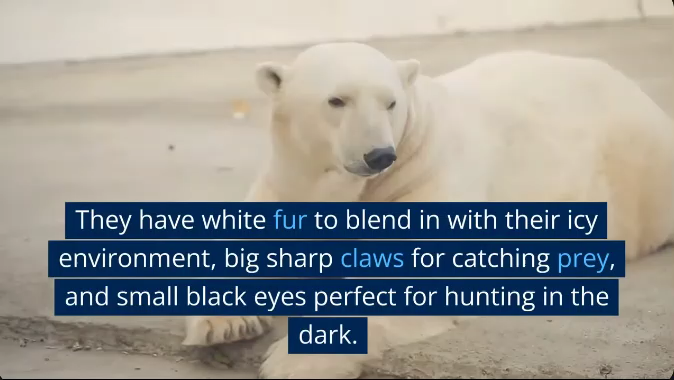 They have white fur to blend in with their icy
environment, big sharp claws for catching prey,
and small black eyes perfect for hunting in the
dark.